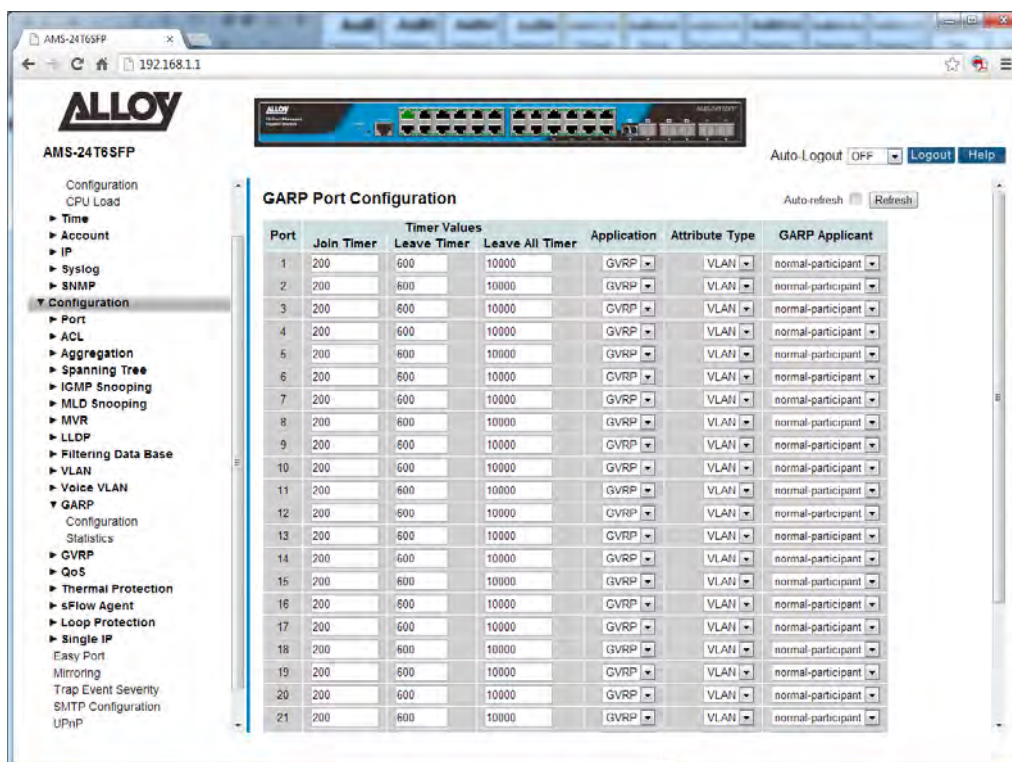 AMS-24T6SFP
192.168.1.1
ALLOY
ALLOY
AMS-24T6SFP
Auto-Logout OFF Logout Help
Configuration
CPU Load
Time
Account
IP
Syslog
SNMP
Configuration
Port
ACL
Aggregation
Spanning Tree
IGMP Snooping
MLD Snooping
MVR
LLDP
Filtering Data Base
VLAN
Voice VLAN
GARP
Configuration
Statistics
GVRP
QoS
Thermal Protection
sFlow Agent
Loop Protection
Single IP
Easy Port
Mirroring
Trap Event Severity
SMTP Configuration
UPnP
GARP Port Configuration
Auto-refresh Refresh
Port Timer Values Application Attribute Type GARP Applicant
Join Timer Leave Timer Leave All Timer
1 200 600 10000 GVRP VLAN normal-participant
2 200 600 10000 GVRP VLAN normal-participant
3 200 600 10000 GVRP VLAN normal-participant
4 200 600 10000 GVRP VLAN normal-participant
5 200 600 10000 GVRP VLAN normal-participant
6 200 600 10000 GVRP VLAN normal-participant
7 200 600 10000 GVRP VLAN normal-participant
8 200 600 10000 GVRP VLAN normal-participant
9 200 600 10000 GVRP VLAN normal-participant
10 200 600 10000 GVRP VLAN normal-participant
11 200 600 10000 GVRP VLAN normal-participant
12 200 600 10000 GVRP VLAN normal-participant
13 200 600 10000 GVRP VLAN normal-participant
14 200 600 10000 GVRP VLAN normal-participant
15 200 600 10000 GVRP VLAN normal-participant
16 200 600 10000 GVRP VLAN normal-participant
17 200 600 10000 GVRP VLAN normal-participant
18 200 600 10000 GVRP VLAN normal-participant
19 200 600 10000 GVRP VLAN normal-participant
20 200 600 10000 GVRP VLAN normal-participant
21 200 600 10000 GVRP VLAN normal-participant